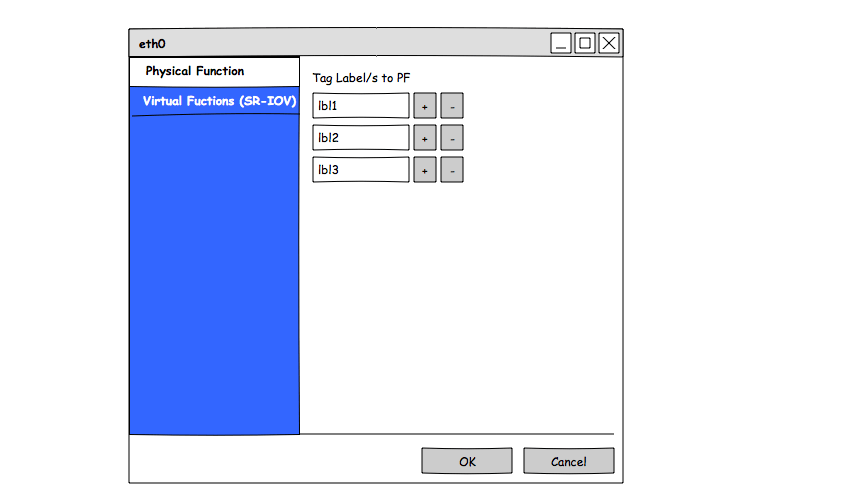 eth0
Physical Function
Virtual Fuctions (SR-IOV)
Tag Label/s to PF
lbl1 + -
lbl2 + -
lbl3 + -
OK Cancel